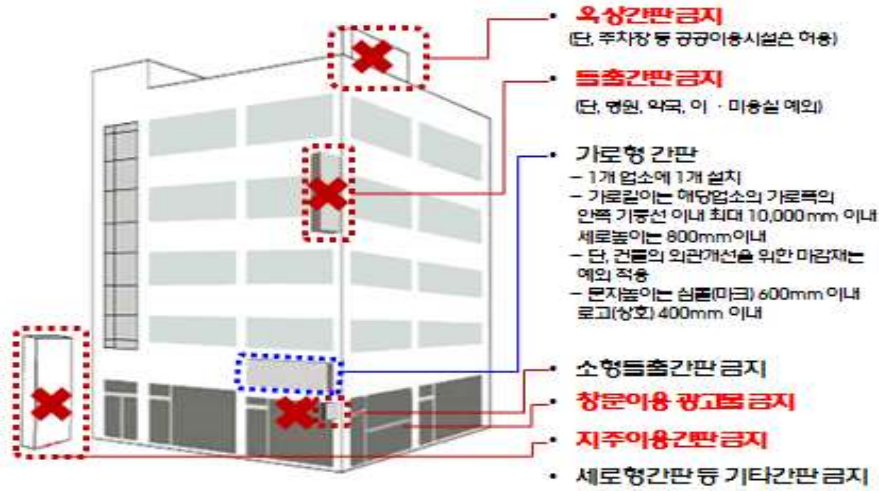 • 옥상간판금지
(단, 주차장 등 공공이용시설은 허용)
• 돌출간판금지
(단, 병원, 약국, 이 · 미용실 예외)
• 가로형 간판
– 1개 업소에 1개 설치
– 가로길이는 해당업소의 가로폭의
안쪽 기둥선 이내 최대 10,000mm 이내
세로높이는 800mm이내
– 단, 건물의 외관개선을 위한 마감재는
예외 적용
– 문자높이는 심볼(마크) 600mm 이내
로고(상호) 400mm 이내
• 소형돌출간판 금지
• 창문이용 광고물 금지
• 지주이용간판금지
• 세로형간판 등 기타간판 금지